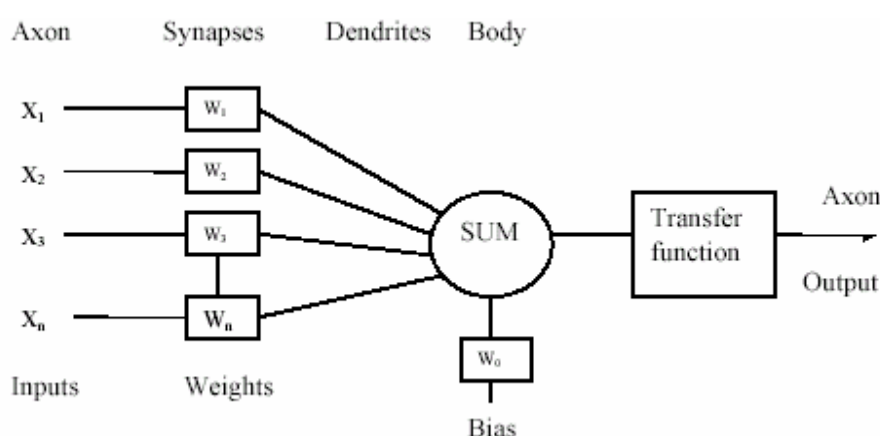 Axon Synapses Dendrites Body
X₁ W₁
X₂ W₂
X₃ W₃
Xₙ Wₙ
SUM
Transfer
function
Axon
Output
W₀
Inputs Weights
Bias